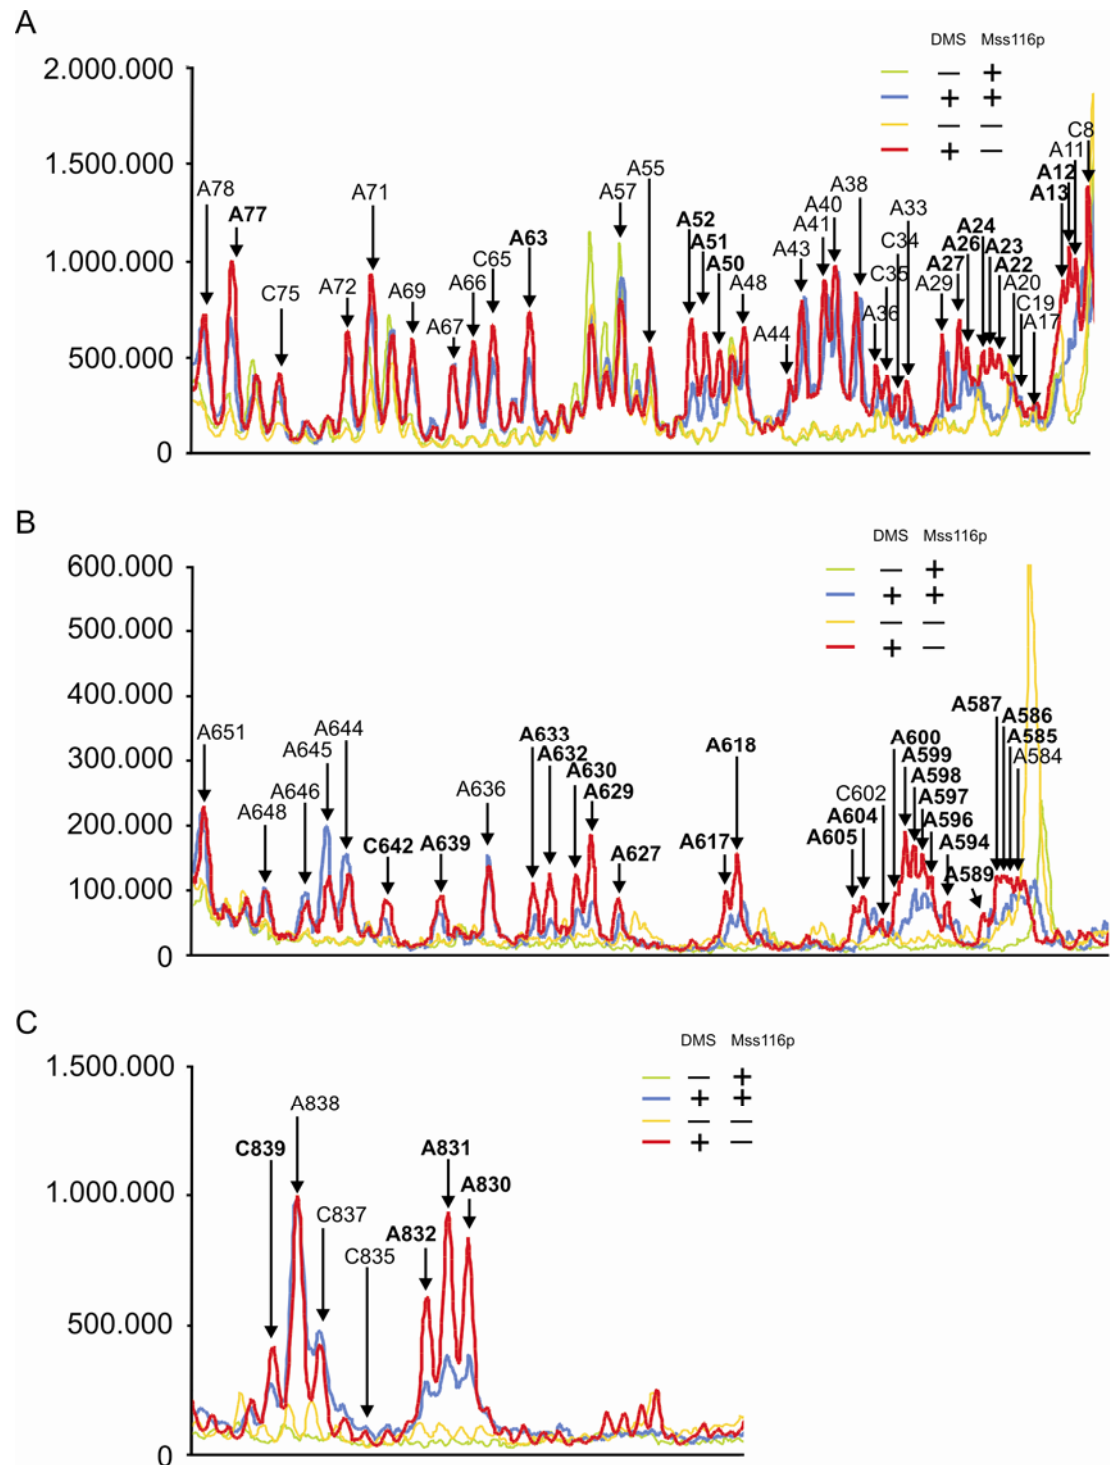 A
DMS Mss116p
— +
+ +
— —
+ —
2.000.000
1.500.000
1.000.000
500.000
0
A78
A77
C75
A72
A71
A69
A67
A66
C65
A63
A57
A55
A52
A51
A50
A48
A44
A43
A41
A40
A38
A36
C35
C34
A33
A29
A27
A26
A24
A23
A22
A20
C19
A17
A13
A12
A11
C8
B
DMS Mss116p
— +
+ +
— —
+ —
600.000
500.000
400.000
300.000
200.000
100.000
0
A651
A648
A646
A645
A644
C642
A639
A636
A633
A632
A630
A629
A627
A617
A618
A605
A604
C602
A600
A599
A598
A597
A596
A594
A589
A587
A586
A585
A584
C
DMS Mss116p
— +
+ +
— —
+ —
1.500.000
1.000.000
500.000
0
C839
A838
C837
C835
A832
A831
A830